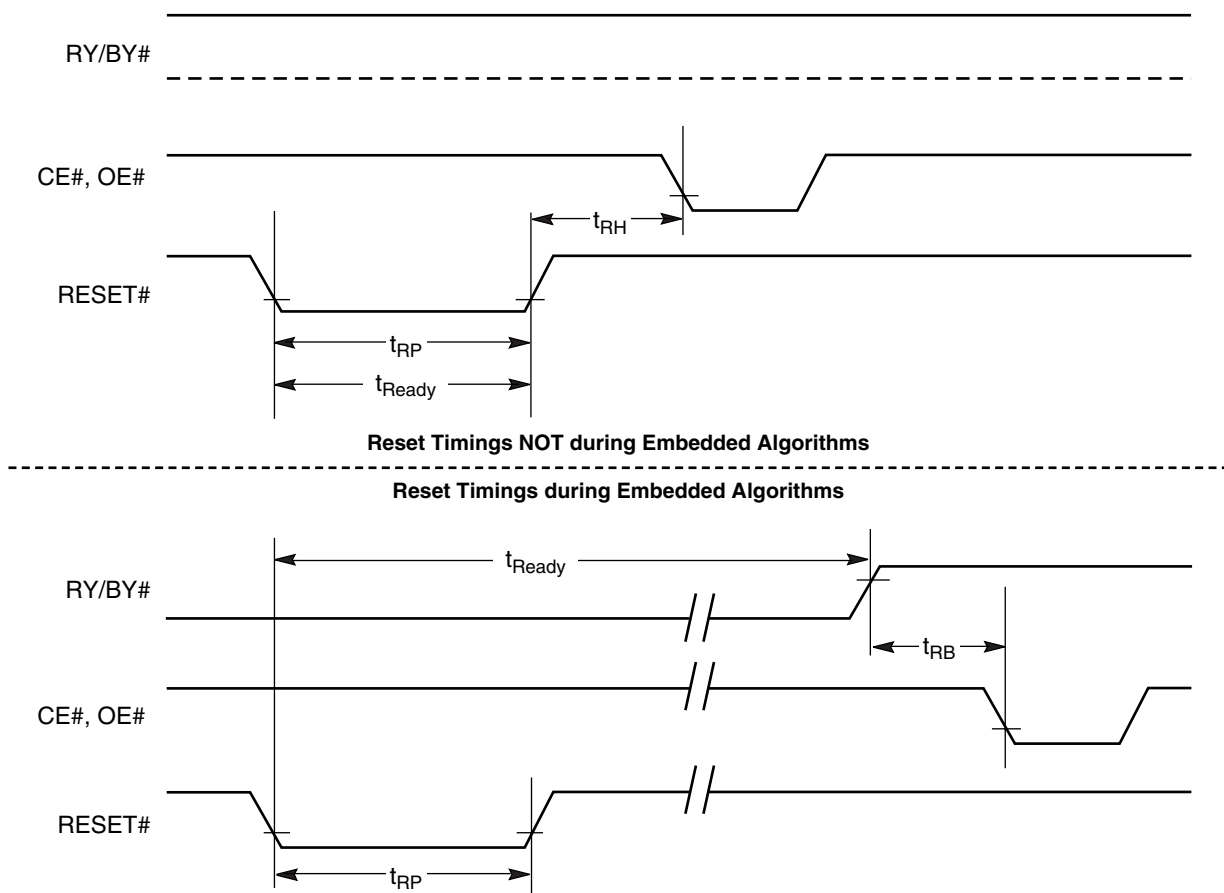 RY/BY#
CE#, OE#
tRH
RESET#
tRP
tReady
Reset Timings NOT during Embedded Algorithms
Reset Timings during Embedded Algorithms
tReady
RY/BY#
tRB
CE#, OE#
RESET#
tRP